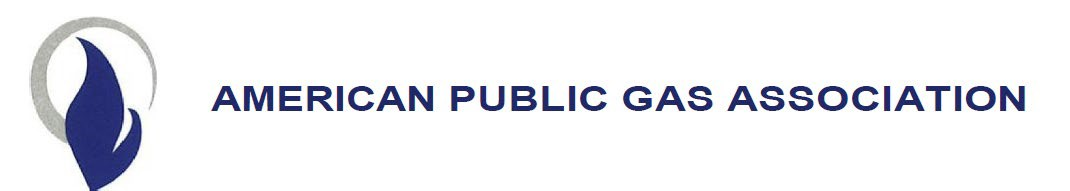 AMERICAN PUBLIC GAS ASSOCIATION